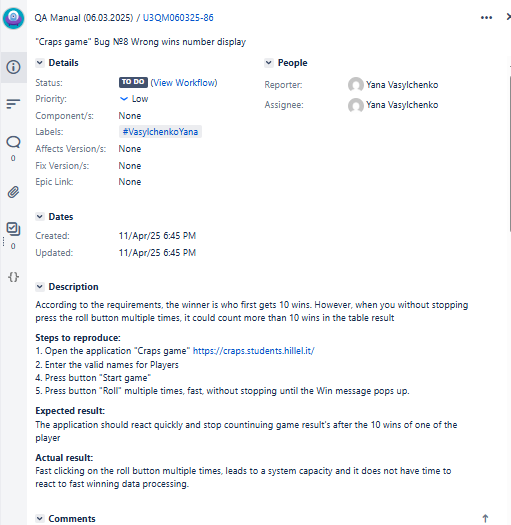 QA Manual (06.03.2025) / U3QM060325-86
"Craps game" Bug №8 Wrong wins number display
Details
Status: TO DO (View Workflow)
Priority: Low
Component/s: None
Labels: #VasylchenkoYana
Affects Version/s: None
Fix Version/s: None
Epic Link: None
People
Reporter: Yana Vasylchenko
Assignee: Yana Vasylchenko
0
0
Dates
Created: 11/Apr/25 6:45 PM
Updated: 11/Apr/25 6:45 PM
Description
According to the requirements, the winner is who first gets 10 wins. However, when you without stopping
press the roll button multiple times, it could count more than 10 wins in the table result
Steps to reproduce:
1. Open the application "Craps game" https://craps.students.hillel.it/
2. Enter the valid names for Players
4. Press button "Start game"
5. Press button "Roll" multiple times, fast, without stopping until the Win message pops up.
Expected result:
The application should react quickly and stop countinuing game result's after the 10 wins of one of the
player
Actual result:
Fast clicking on the roll button multiple times, leads to a system capacity and it does not have time to
react to fast winning data processing.
Comments